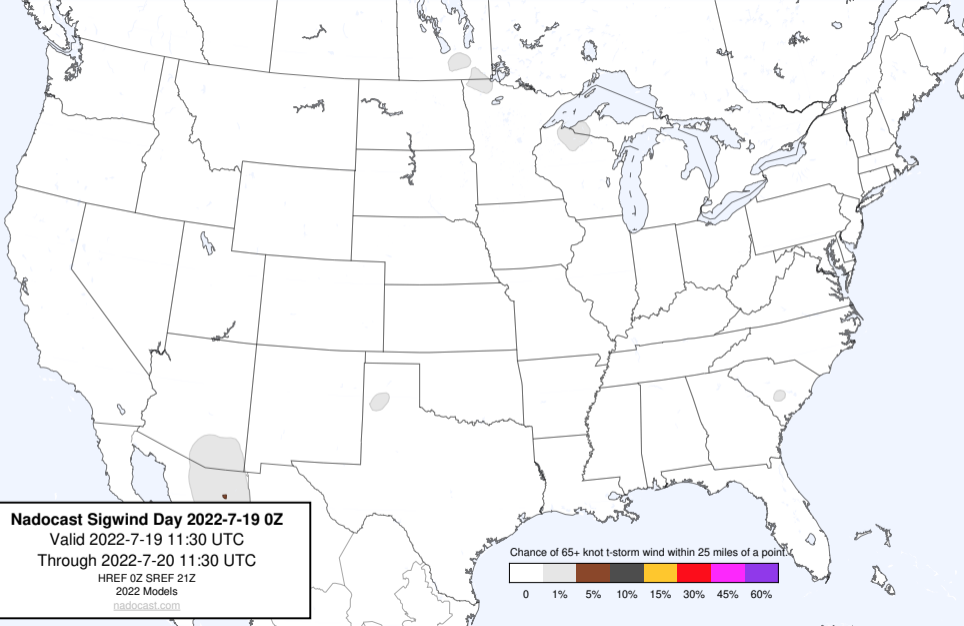 Nadocast Sigwind Day 2022-7-19 0Z
Valid 2022-7-19 11:30 UTC
Through 2022-7-20 11:30 UTC
HREF 0Z SREF 21Z
2022 Models
nadocast.com
Chance of 65+ knot t-storm wind within 25 miles of a point.
0 1% 5% 10% 15% 30% 45% 60%